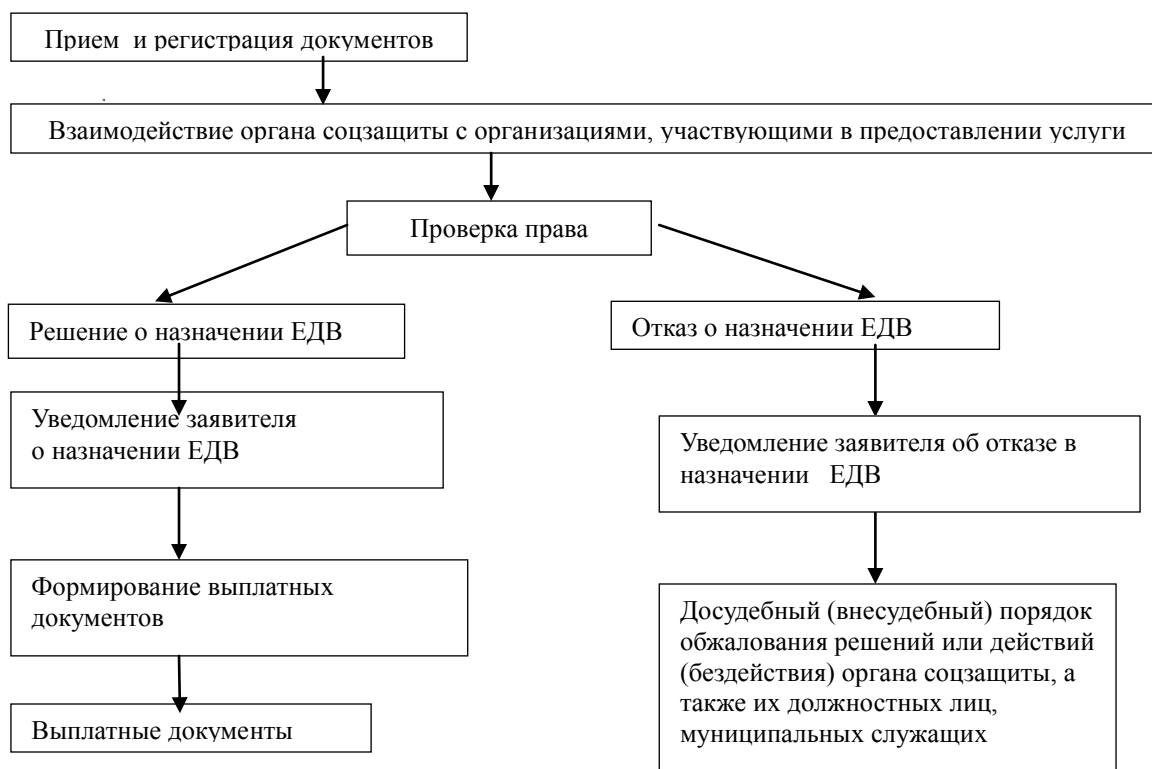 Прием и регистрация документов
Взаимодействие органа соцзащиты с организациями, участвующими в предоставлении услуги
Проверка права
Решение о назначении ЕДВ
Отказ о назначении ЕДВ
Уведомление заявителя
о назначении ЕДВ
Уведомление заявителя об отказе в
назначении ЕДВ
Формирование выплатных
документов
Досудебный (внесудебный) порядок
обжалования решений или действий
(бездействия) органа соцзащиты, а
также их должностных лиц,
муниципальных служащих
Выплатные документы